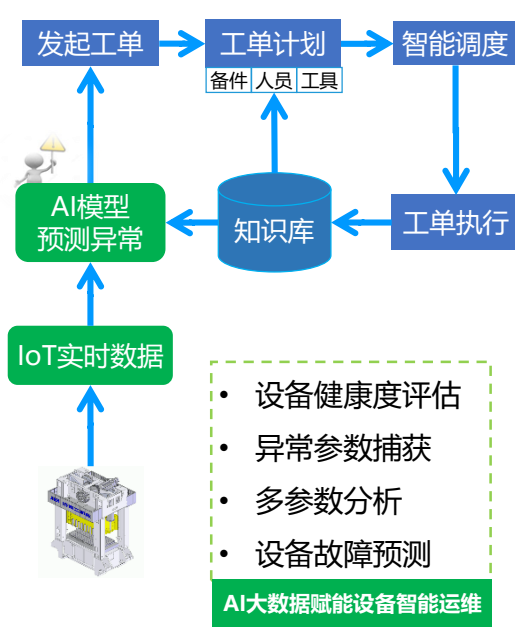 发起工单
工单计划
智能调度
备件 人员 工具
AI模型
预测异常
知识库
工单执行
IoT实时数据
• 设备健康度评估
• 异常参数捕获
• 多参数分析
• 设备故障预测
AI大数据赋能设备智能运维